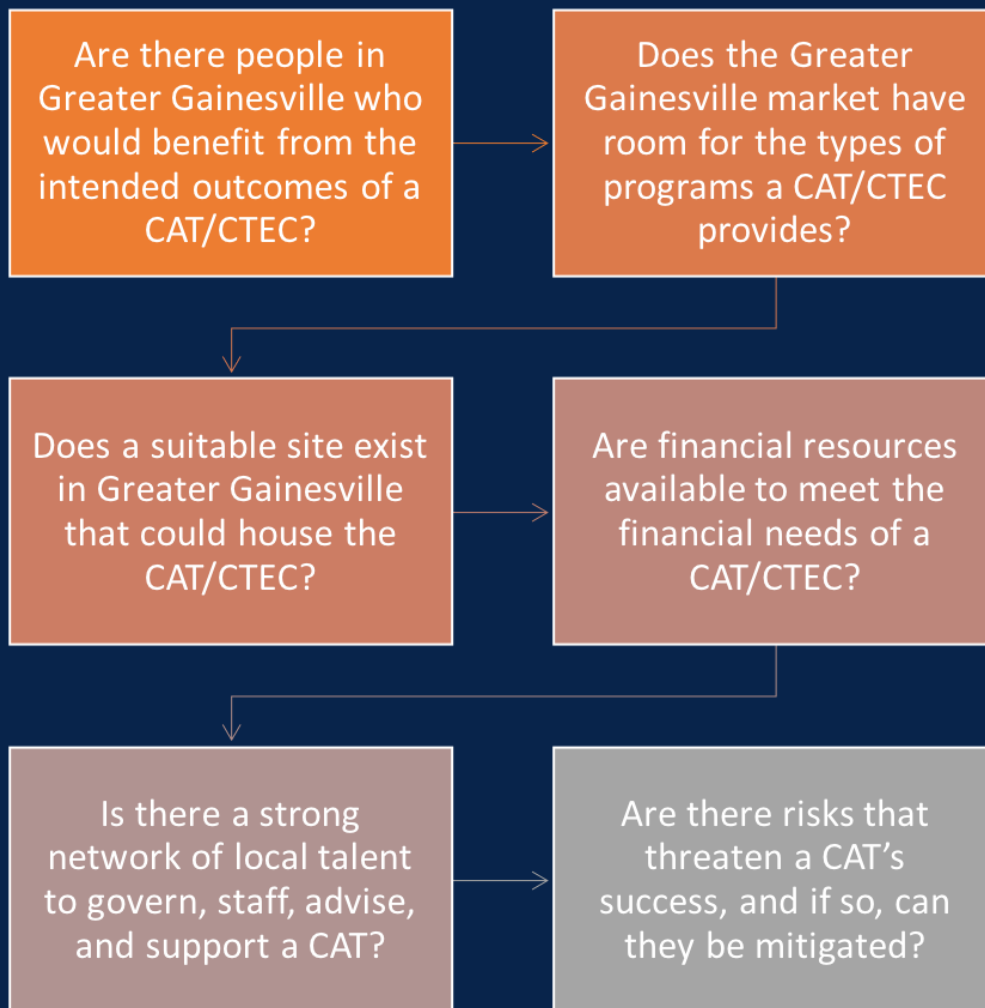 Are there people in
Greater Gainesville who
would benefit from the
intended outcomes of a
CAT/CTEC?
Does the Greater
Gainesville market have
room for the types of
programs a CAT/CTEC
provides?
Does a suitable site exist
in Greater Gainesville
that could house the
CAT/CTEC?
Are financial resources
available to meet the
financial needs of a
CAT/CTEC?
Is there a strong
network of local talent
to govern, staff, advise,
and support a CAT?
Are there risks that
threaten a CAT’s
success, and if so, can
they be mitigated?